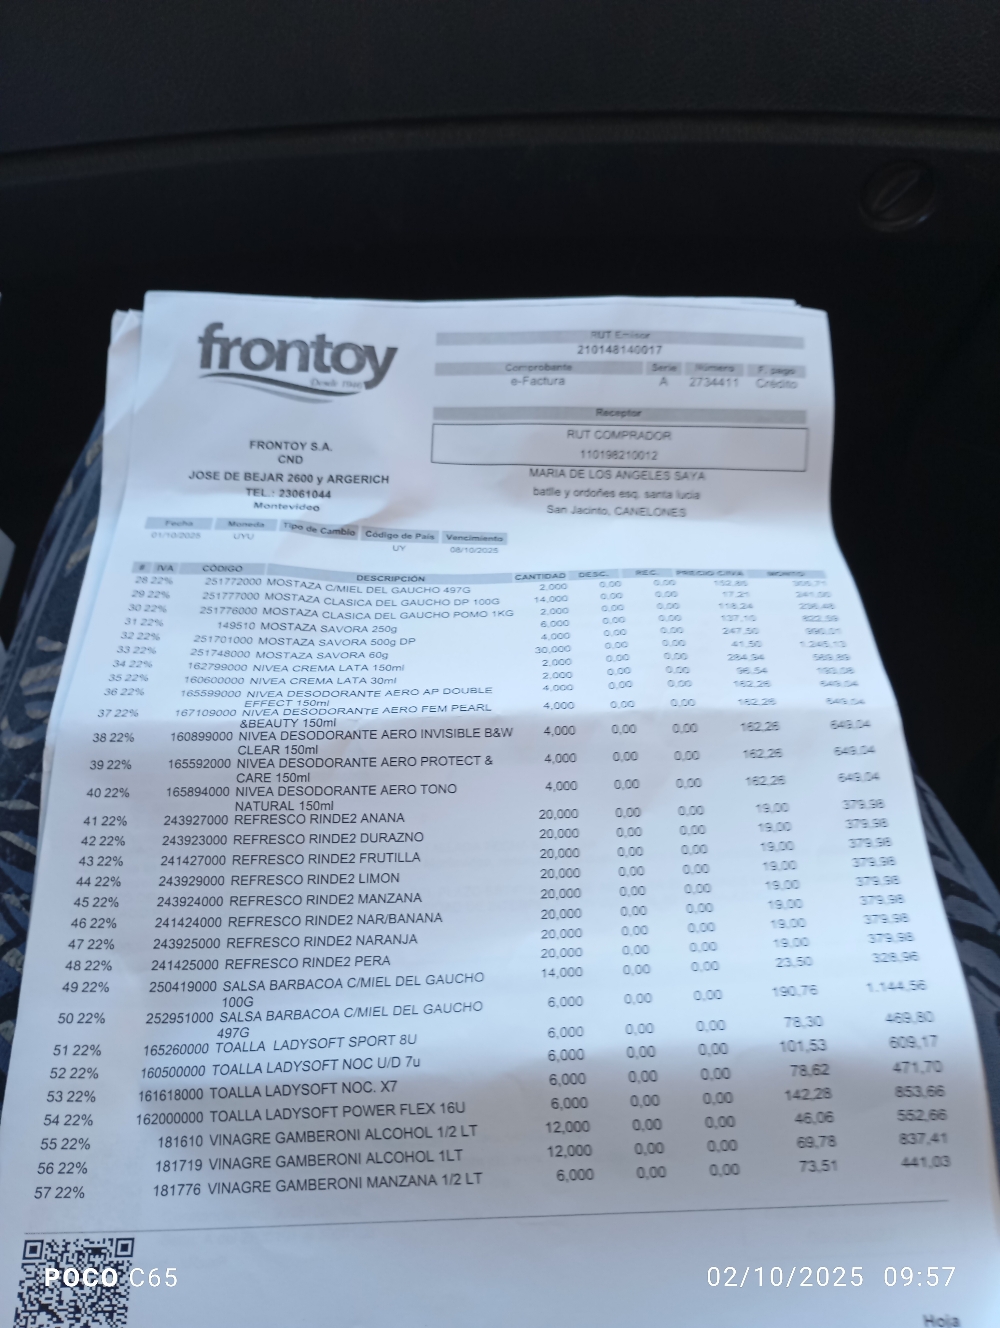 frontoy
RUT Emisor
210148140017
Comprobante Serie Número F. pago
e-Factura A 2734411 Crédito
Receptor
RUT COMPRADOR
110198210012
FRONTOY S.A.
CND
JOSE DE BEJAR 2600 y ARGERICH
TEL.: 23061044
Montevideo
MARIA DE LOS ANGELES SAYA
batlle y ordoñes esq. santa lucia
San Jacinto, CANELONES
Fecha Moneda Tipo de Cambio Código de País Vencimiento
01/10/2025 UYU UY 08/10/2025
# IVA CÓDIGO DESCRIPCIÓN CANTIDAD DESC. REC. PRECIO C/IVA MONTO
28 22% 251772000 MOSTAZA C/MIEL DEL GAUCHO 497G 2,000 0,00 0,00
29 22% 251777000 MOSTAZA CLASICA DEL GAUCHO DP 100G 14,000 0,00 0,00 17,21
30 22% 251776000 MOSTAZA CLASICA DEL GAUCHO POMO 1KG 2,000 0,00 0,00 118,24 236,48
31 22% 149510 MOSTAZA SAVORA 250g 6,000 0,00 0,00 137,10
32 22% 251701000 MOSTAZA SAVORA 500g DP 4,000 0,00 0,00 247,50
33 22% 251748000 MOSTAZA SAVORA 60g 30,000 0,00 0,00 41,50
34 22% 162799000 NIVEA CREMA LATA 150ml 2,000 0,00 0,00 284,94 569,89
35 22% 160600000 NIVEA CREMA LATA 30ml 2,000 0,00 0,00 96,54
36 22% 165599000 NIVEA DESODORANTE AERO AP DOUBLE 4,000 0,00 0,00 162,26 649,04
EFFECT 150ml
37 22% 167109000 NIVEA DESODORANTE AERO FEM PEARL 4,000 0,00 0,00 162,26 649,04
&BEAUTY 150ml
38 22% 160899000 NIVEA DESODORANTE AERO INVISIBLE B&W 4,000 0,00 0,00 162,26 649,04
CLEAR 150ml
39 22% 165592000 NIVEA DESODORANTE AERO PROTECT & 4,000 0,00 0,00 162,26 649,04
CARE 150ml
40 22% 165894000 NIVEA DESODORANTE AERO TONO 4,000 0,00 0,00 162,26 649,04
NATURAL 150ml
41 22% 243927000 REFRESCO RINDE2 ANANA 20,000 0,00 0,00 19,00 379,98
42 22% 243923000 REFRESCO RINDE2 DURAZNO 20,000 0,00 0,00 19,00 379,98
43 22% 241427000 REFRESCO RINDE2 FRUTILLA 20,000 0,00 0,00 19,00 379,98
44 22% 243929000 REFRESCO RINDE2 LIMON 20,000 0,00 0,00 19,00 379,98
45 22% 243924000 REFRESCO RINDE2 MANZANA 20,000 0,00 0,00 19,00 379,98
46 22% 241424000 REFRESCO RINDE2 NAR/BANANA 20,000 0,00 0,00 19,00 379,98
47 22% 243925000 REFRESCO RINDE2 NARANJA 20,000 0,00 0,00 19,00 379,98
48 22% 241425000 REFRESCO RINDE2 PERA 20,000 0,00 0,00 19,00 379,98
49 22% 250419000 SALSA BARBACOA C/MIEL DEL GAUCHO 14,000 0,00 0,00 23,50 328,96
100G
50 22% 252951000 SALSA BARBACOA C/MIEL DEL GAUCHO 6,000 0,00 0,00 190,76 1.144,56
497G
51 22% 165260000 TOALLA LADYSOFT SPORT 8U 6,000 0,00 0,00 78,30 469,80
52 22% 160500000 TOALLA LADYSOFT NOC U/D 7u 6,000 0,00 0,00 101,53 609,17
53 22% 161618000 TOALLA LADYSOFT NOC. X7 6,000 0,00 0,00 78,62 471,70
54 22% 162000000 TOALLA LADYSOFT POWER FLEX 16U 6,000 0,00 0,00 142,28 853,66
55 22% 181610 VINAGRE GAMBERONI ALCOHOL 1/2 LT 12,000 0,00 0,00 46,06 552,66
56 22% 181719 VINAGRE GAMBERONI ALCOHOL 1LT 12,000 0,00 0,00 69,78 837,41
57 22% 181776 VINAGRE GAMBERONI MANZANA 1/2 LT 6,000 0,00 0,00 73,51 441,03
Hoja
POCO C65
02/10/2025 09:57